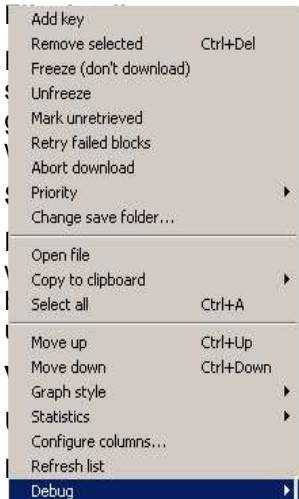 Add key
Remove selected Ctrl+Del
Freeze (don't download)
Unfreeze
Mark unretrieved
Retry failed blocks
Abort download
Priority
Change save folder...
Open file
Copy to clipboard
Select all Ctrl+A
Move up Ctrl+Up
Move down Ctrl+Down
Graph style
Statistics
Configure columns...
Refresh list
Debug